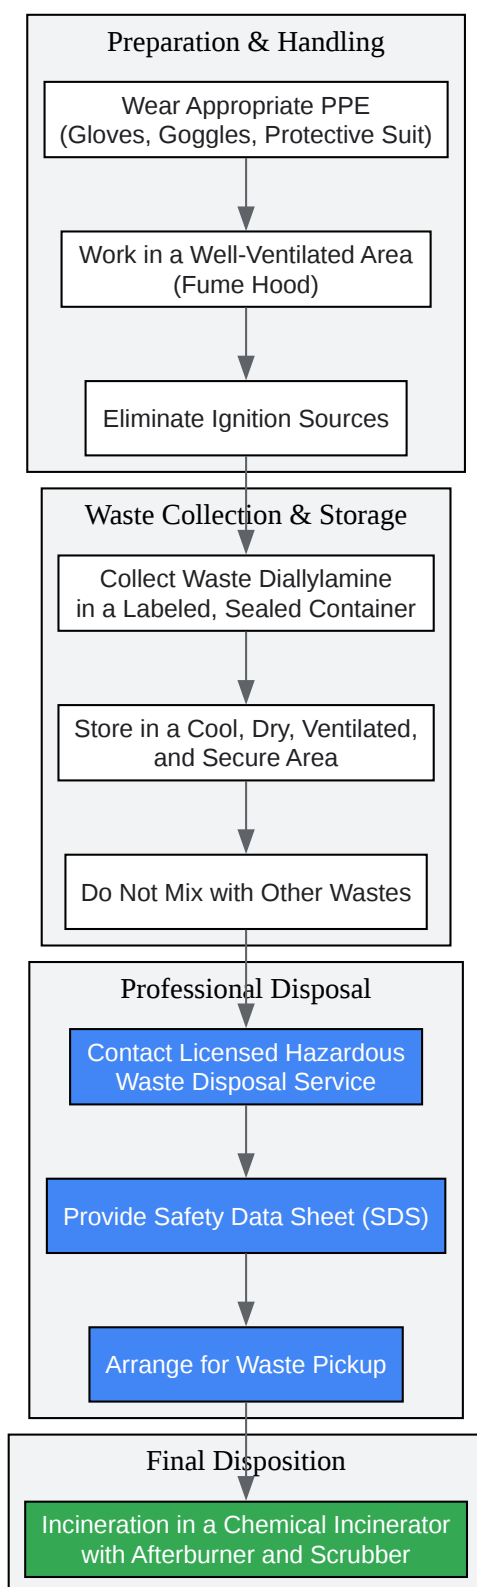 Preparation & Handling
Wear Appropriate PPE
(Gloves, Goggles, Protective Suit)
Work in a Well-Ventilated Area
(Fume Hood)
Eliminate Ignition Sources
Waste Collection & Storage
Collect Waste Diallylamine
in a Labeled, Sealed Container
Store in a Cool, Dry, Ventilated,
and Secure Area
Do Not Mix with Other Wastes
Professional Disposal
Contact Licensed Hazardous
Waste Disposal Service
Provide Safety Data Sheet (SDS)
Arrange for Waste Pickup
Final Disposition
Incineration in a Chemical Incinerator
with Afterburner and Scrubber